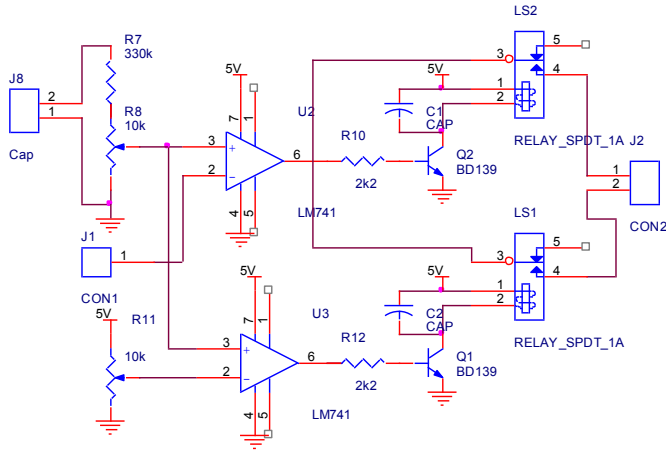 LS2
R7
330k
5
3
4
J8
5V
5V
R8
2
10k
1
7
1
U2
C1
CAP
1
2
RELAY_SPDT_1A
J2
Cap
3
6
R10
Q2
BD139
1
2
2
2k2
4
5
LM741
CON2
J1
1
LS1
5
3
4
CON1
5V
5V
R11
7
1
U3
C2
CAP
1
2
10k
3
6
R12
Q1
BD139
RELAY_SPDT_1A
2
2k2
4
5
LM741